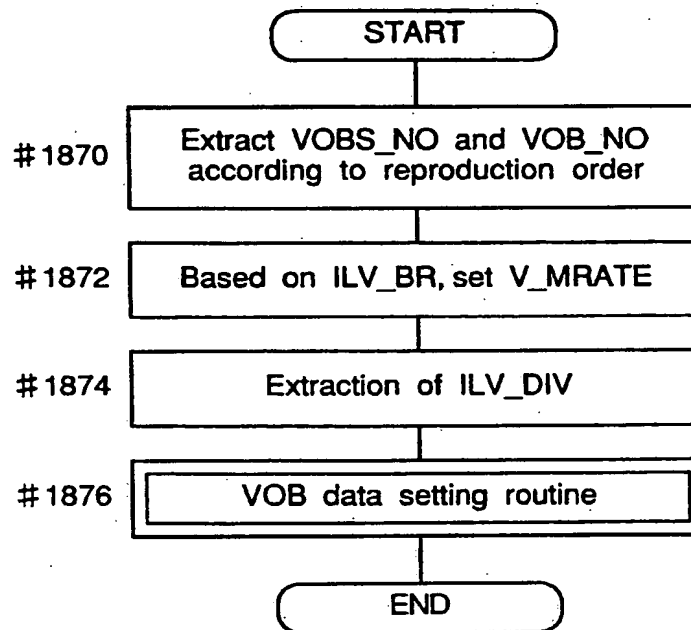 START
#1870
Extract VOBS_NO and VOB_NO
according to reproduction order
#1872
Based on ILV_BR, set V_MRATE
#1874
Extraction of ILV_DIV
#1876
VOB data setting routine
END